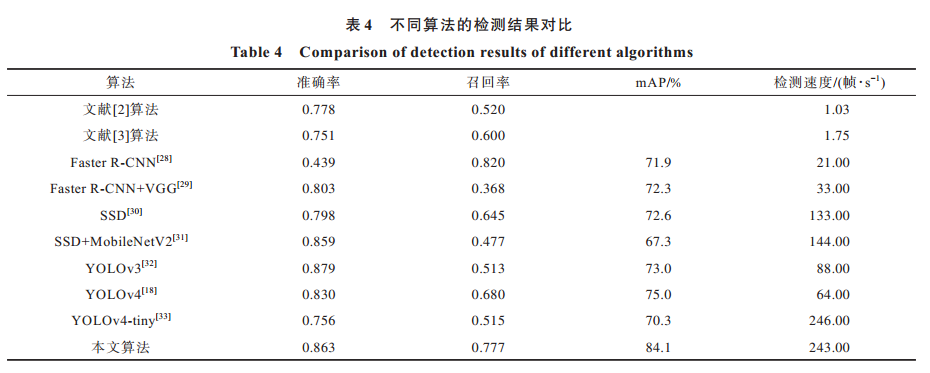 表 4 不同算法的检测结果对比
Table 4 Comparison of detection results of different algorithms
算法 准确率 召回率 mAP/% 检测速度/(帧·s⁻¹)
文献[2]算法 0.778 0.520 1.03
文献[3]算法 0.751 0.600 1.75
Faster R-CNN[28] 0.439 0.820 71.9 21.00
Faster R-CNN+VGG[29] 0.803 0.368 72.3 33.00
SSD[30] 0.798 0.645 72.6 133.00
SSD+MobileNetV2[31] 0.859 0.477 67.3 144.00
YOLOv3[32] 0.879 0.513 73.0 88.00
YOLOv4[18] 0.830 0.680 75.0 64.00
YOLOv4-tiny[33] 0.756 0.515 70.3 246.00
本文算法 0.863 0.777 84.1 243.00